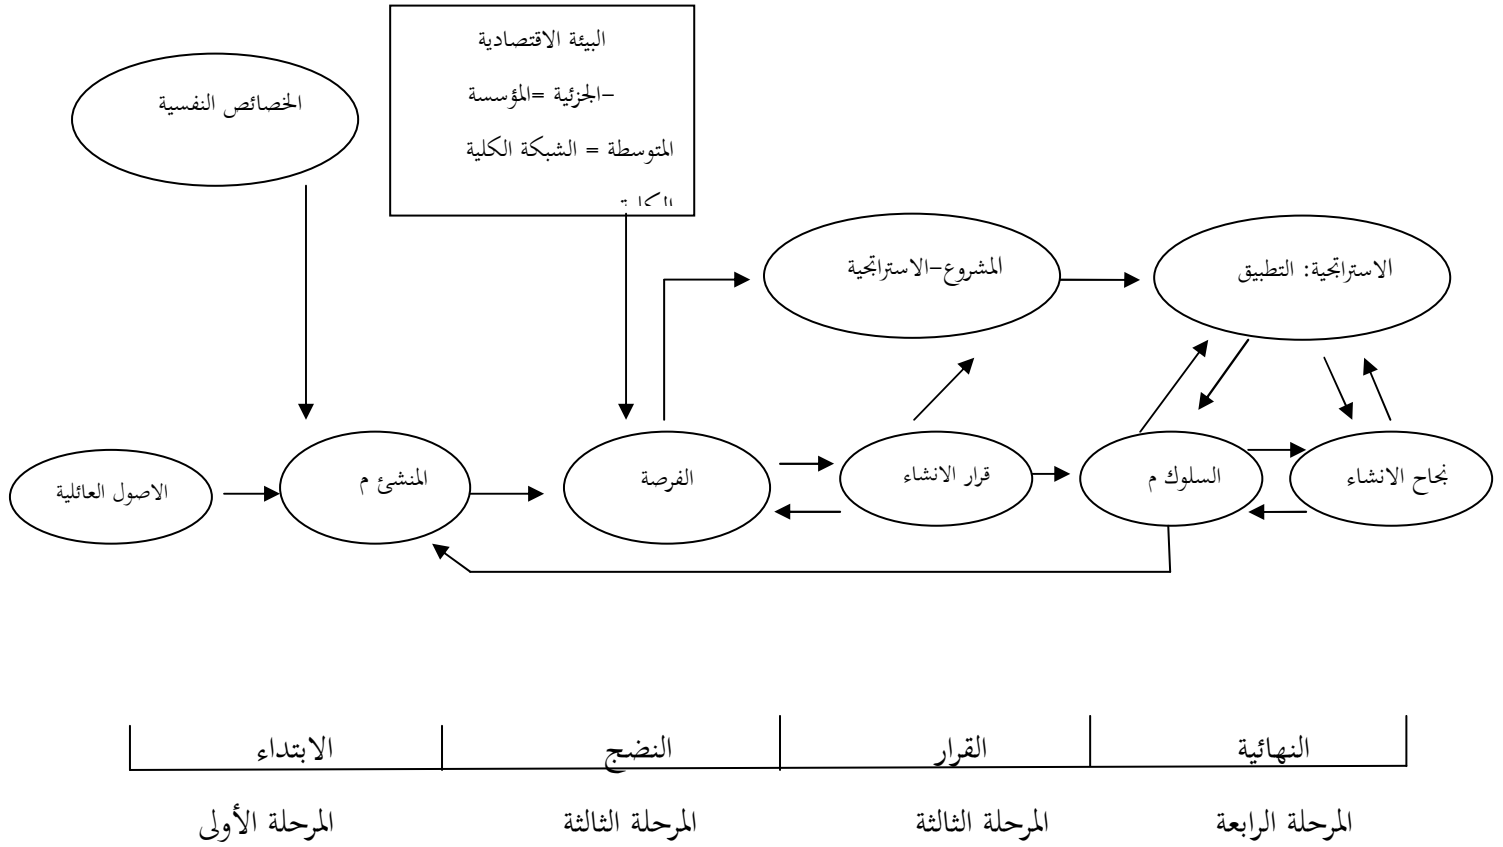 البيئة الاقتصادية
-الجزئية =المؤسسة
المتوسطة = الشبكة الكلية
الخصائص النفسية
المشروع-الاستراتجية
الاستراتجية: التطبيق
الاصول العائلية
المنشئ م
الفرصة
قرار الانشاء
السلوك م
نجاح الانشاء
الابتداء
النضج
القرار
النهائية
المرحلة الأولى
المرحلة الثالثة
المرحلة الثالثة
المرحلة الرابعة